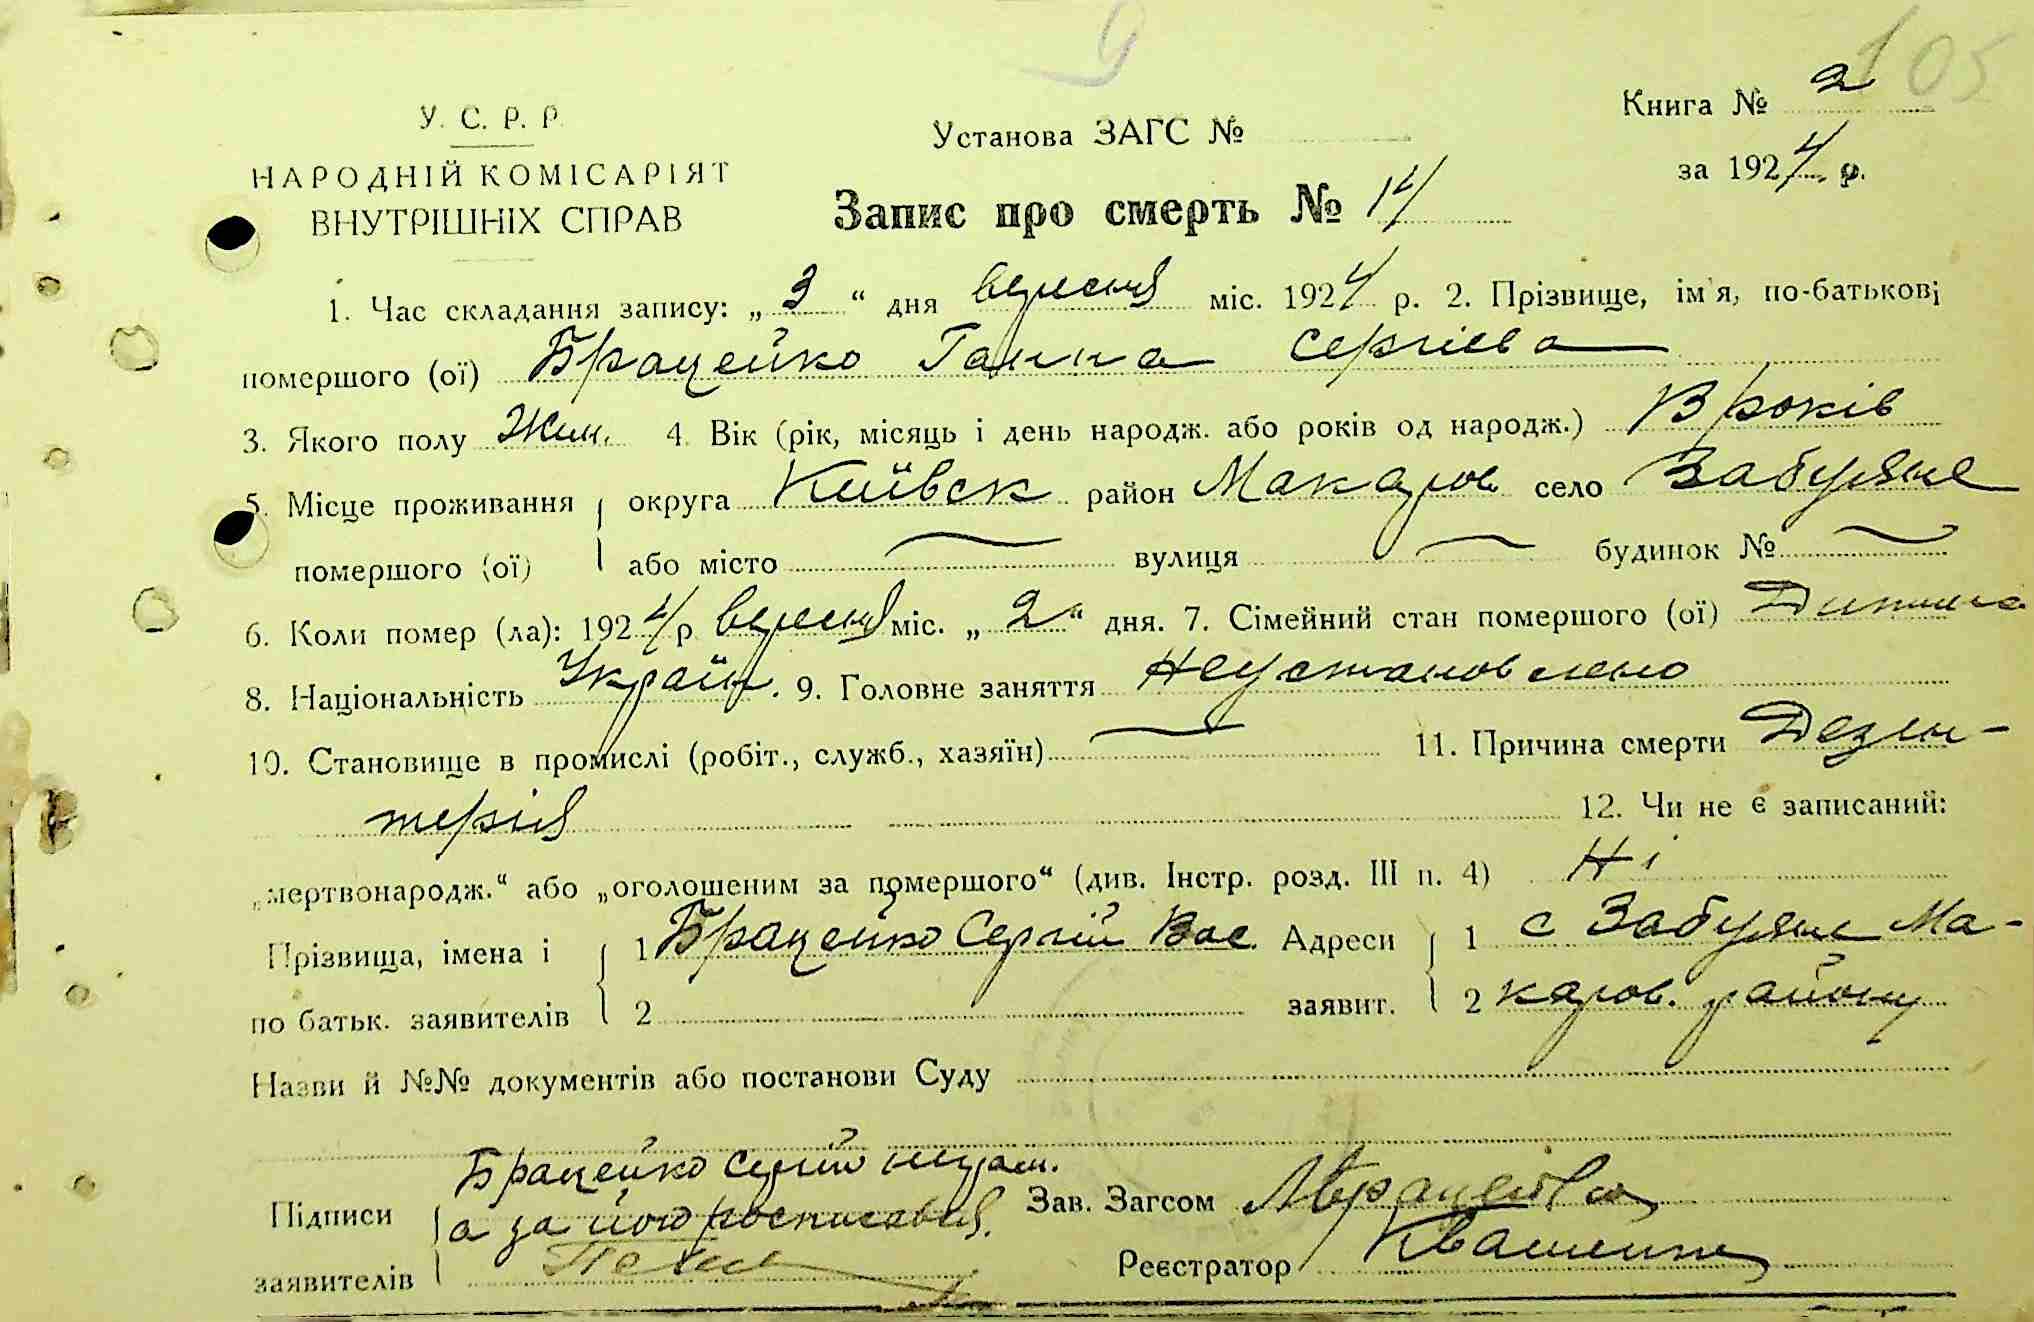 9
105
У. С. Р. Р.
НАРОДНІЙ КОМІСАРІЯТ
ВНУТРІШНІХ СПРАВ
Установа ЗАГС №
Книга № 2
за 1924 р.
Запис про смерть № 14
1. Час складання запису: „ 3 “ дня вересня міс. 1924 р. 2. Прізвище, ім'я, по-батькові
помершого (ої) Брацейко Ганна Сергієва
3. Якого полу Жин. 4. Вік (рік, місяць і день народж. або років од народж.) 3 років
5. Місце проживання округа Київск район Макаров село Забуяне
помершого (ої) або місто — вулиця — будинок № —
6. Коли помер (ла): 1924 р вересня міс. „ 2 “ дня. 7. Сімейний стан помершого (ої) Дитина
8. Національність Україн. 9. Головне заняття Неустановлено
10. Становище в промислі (робіт., служб., хазяїн) — 11. Причина смерти Дезин-
терія 12. Чи не є записаний:
„мертвонародж.“ або „оголошеним за помершого“ (див. Інстр. розд. III п. 4) Ні
Прізвища, імена і 1 Брацейко Сергій Вас. Адреси 1 с Забуяне Ма-
по батьк. заявителів 2 заявит. 2 каров. району
Назви й №№ документів або постанови Суду
Брацейко Сергій неграм.
Підписи а за його росписався Зав. Загсом
заявителів Реєстратор